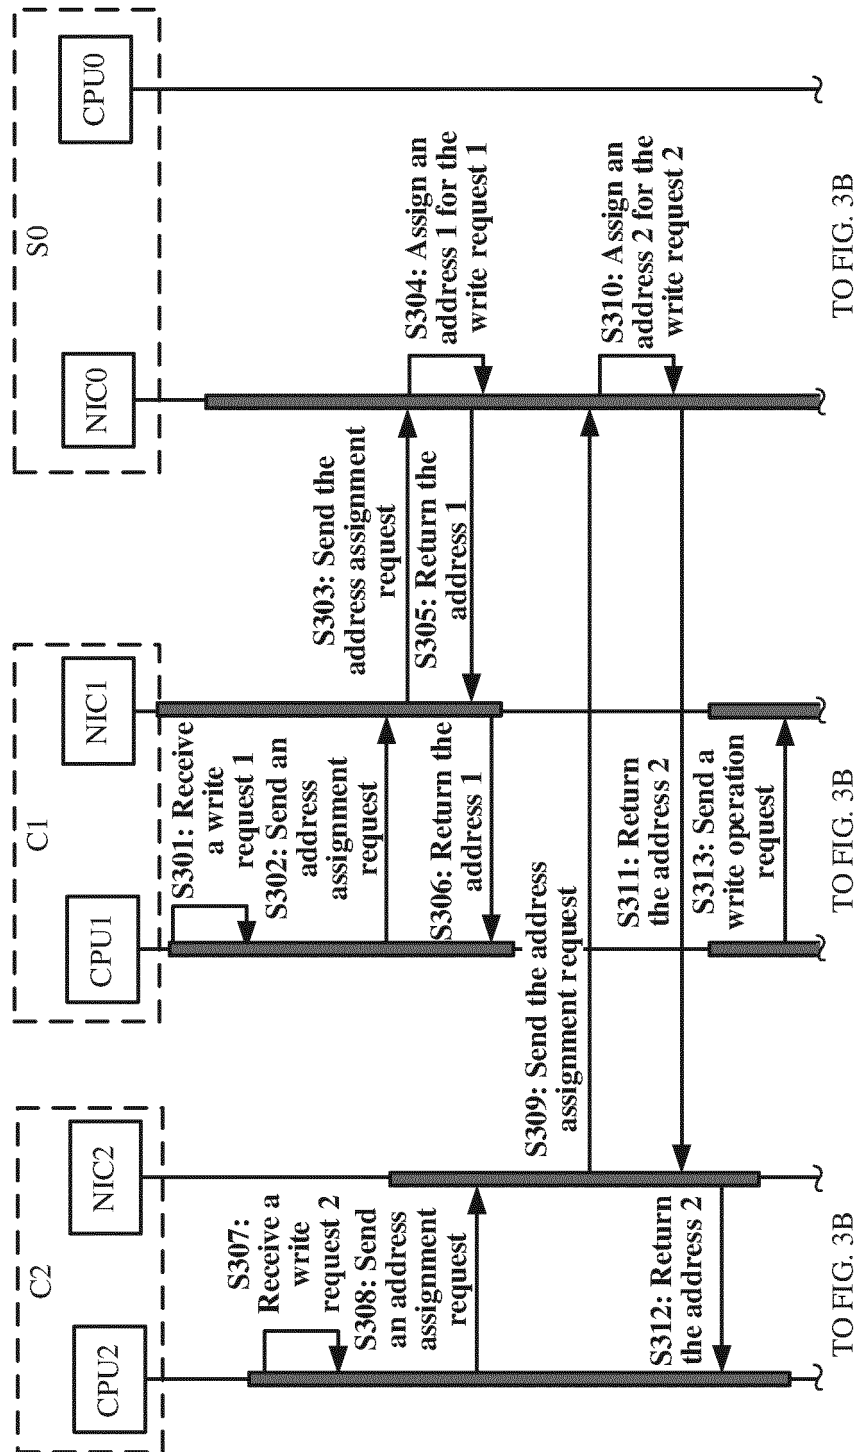 C2
C1
S0
CPU2
NIC2
CPU1
NIC1
NIC0
CPU0
S301: Receive
a write
request 1
S302: Send an
address
assignment
request
S303: Send the
address assignment
request
S304: Assign an
address 1 for the
write request 1
S305: Return the
address 1
S306: Return the
address 1
S307:
Receive a
write
request 2
S308: Send
an address
assignment
request
S309: Send the address
assignment request
S310: Assign an
address 2 for the
write request 2
S311: Return
the address 2
S312: Return
the address 2
S313: Send a
write operation
request
TO FIG. 3B
TO FIG. 3B
TO FIG. 3B